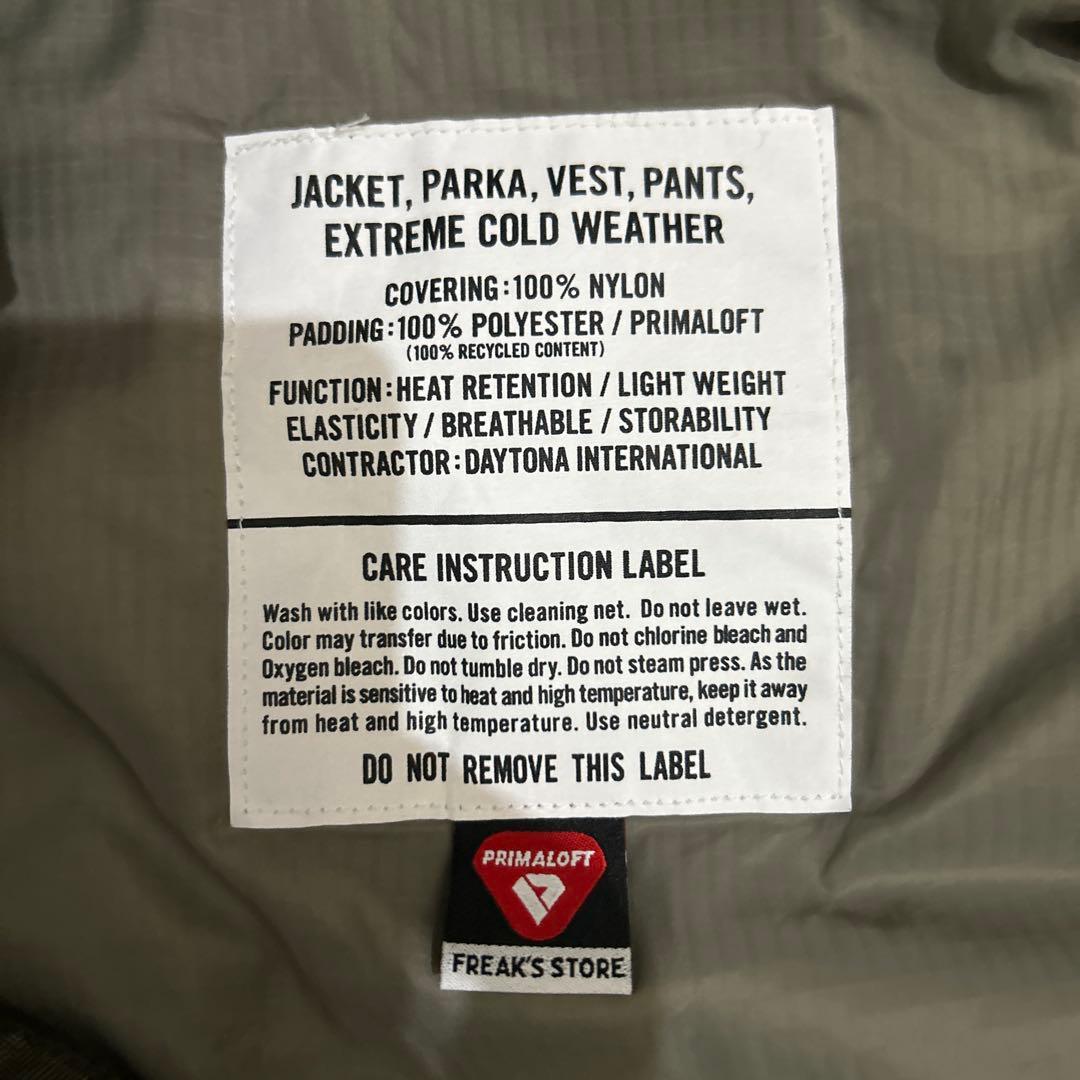 JACKET, PARKA, VEST, PANTS,
EXTREME COLD WEATHER
COVERING:100% NYLON
PADDING:100% POLYESTER / PRIMALOFT
(100% RECYCLED CONTENT)
FUNCTION:HEAT RETENTION / LIGHT WEIGHT
ELASTICITY / BREATHABLE / STORABILITY
CONTRACTOR:DAYTONA INTERNATIONAL
CARE INSTRUCTION LABEL
Wash with like colors. Use cleaning net. Do not leave wet.
Color may transfer due to friction. Do not chlorine bleach and
Oxygen bleach. Do not tumble dry. Do not steam press. As the
material is sensitive to heat and high temperature, keep it away
from heat and high temperature. Use neutral detergent.
DO NOT REMOVE THIS LABEL
PRIMALOFT
FREAK'S STORE